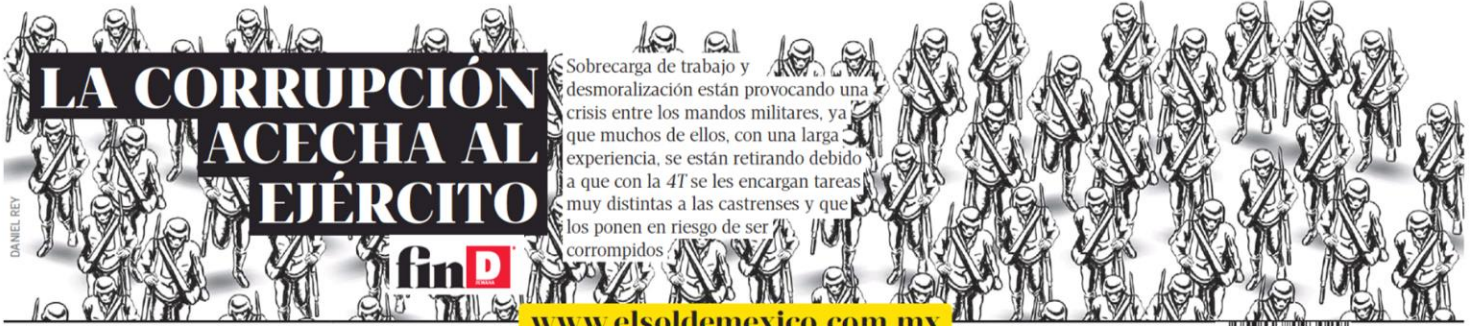 LA CORRUPCIÓN
ACECHA AL
EJÉRCITO
Sobrecarga de trabajo y
desmoralización están provocando una
crisis entre los mandos militares, ya
que muchos de ellos, con una larga
experiencia, se están retirando debido
a que con la 4T se les encargan tareas
muy distintas a las castrenses y que
los ponen en riesgo de ser
corrompidos
DANIEL REY
fin D
SEMANA
www.elsoldemexico.com.mx